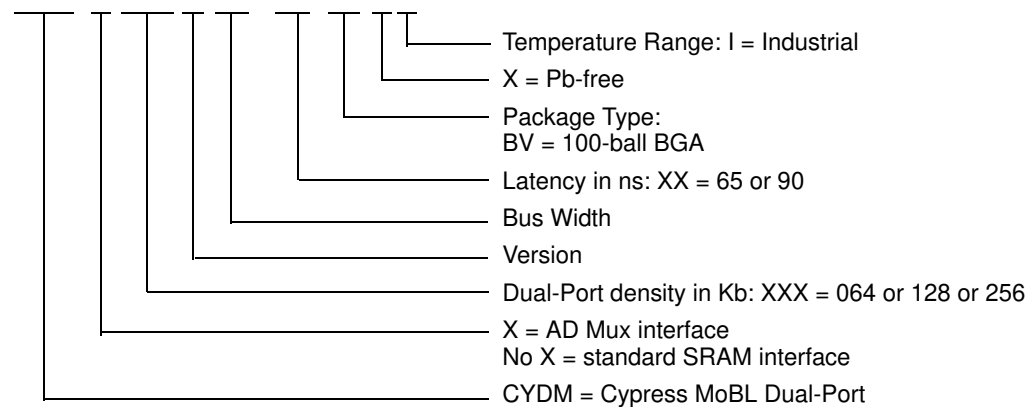 Temperature Range: I = Industrial
X = Pb-free
Package Type:
BV = 100-ball BGA
Latency in ns: XX = 65 or 90
Bus Width
Version
Dual-Port density in Kb: XXX = 064 or 128 or 256
X = AD Mux interface
No X = standard SRAM interface
CYDM = Cypress MoBL Dual-Port